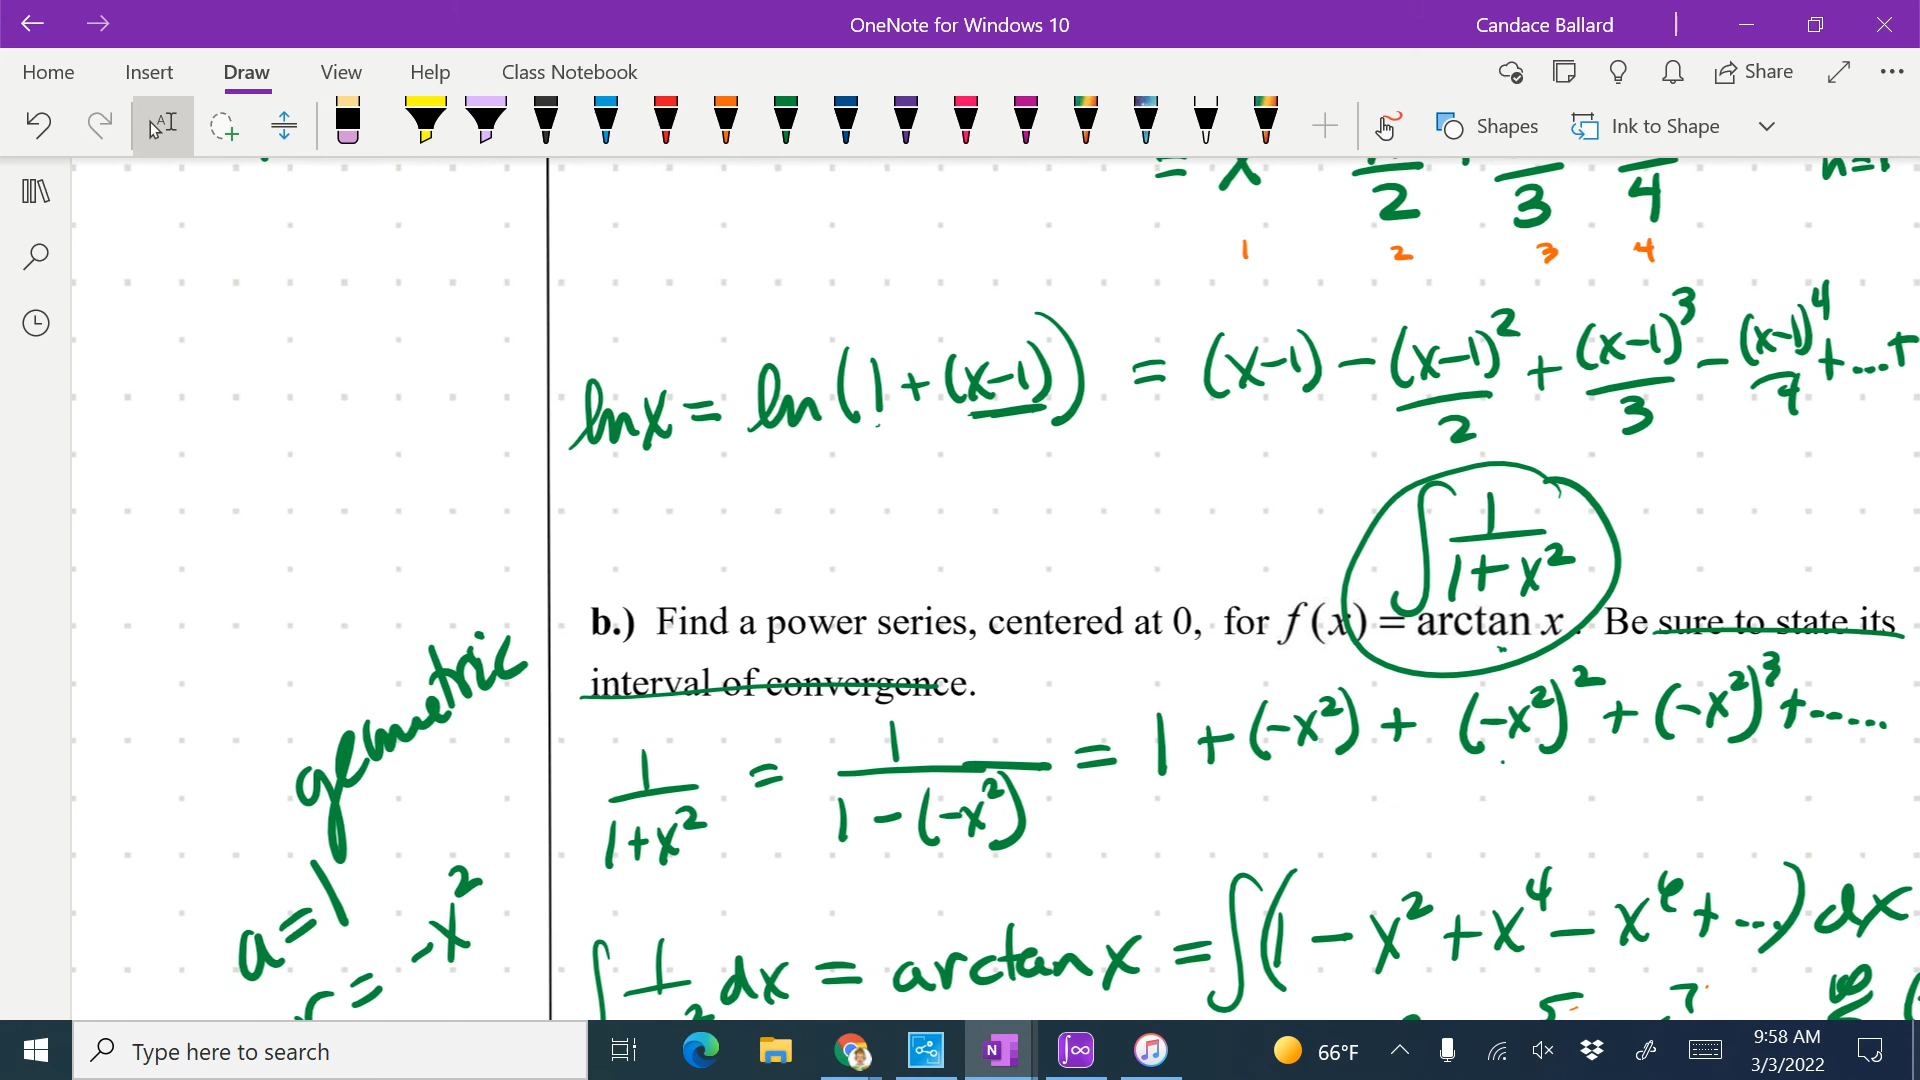 OneNote for Windows 10
Candace Ballard
Home Insert Draw View Help Class Notebook
Share
Shapes Ink to Shape
= x 2 3 4 n=1
1 2 3 4
ln x = ln(1+(x-1)) = (x-1) - (x-1)²/2 + (x-1)³/3 - (x-1)⁴/4 + ... +
∫ 1/(1+x²)
b.) Find a power series, centered at 0, for f(x) = arctan x. Be sure to state its
interval of convergence.
geometric
1/(1+x²) = 1/(1-(-x²)) = 1 + (-x²) + (-x²)² + (-x²)³ + .....
a = 1
r = -x²
∫ 1 dx = arctan x = ∫(1 - x² + x⁴ - x⁶ + ...) dx
5 7 ∞
Type here to search
66°F
9:58 AM
3/3/2022